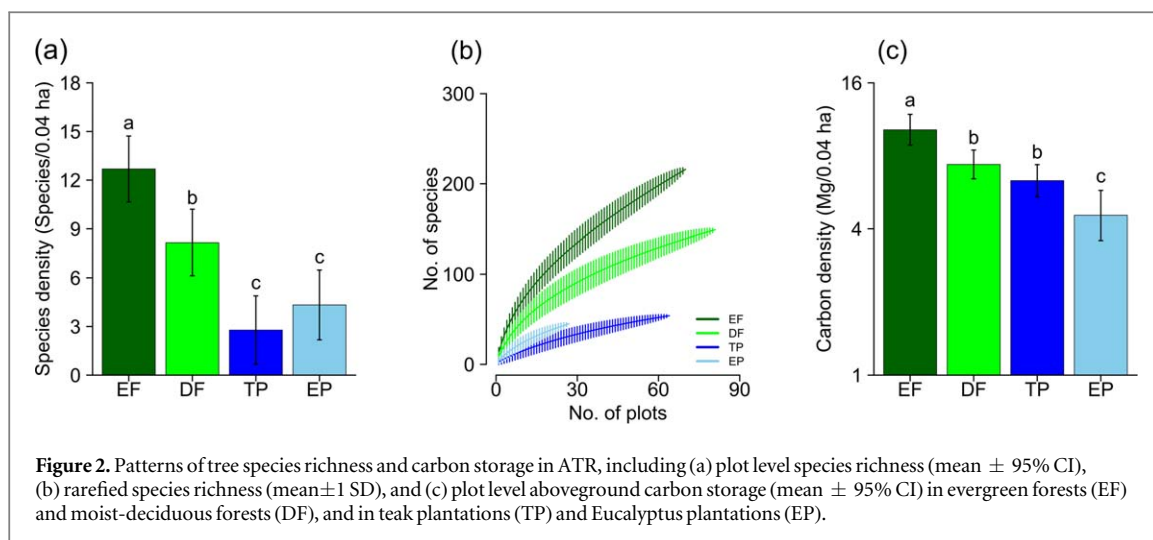 (a)
Species density (Species/0.04 ha)
18
15
12
9
6
3
0
a
b
c
c
EF DF TP EP
(b)
No. of species
300
200
100
0
EF
DF
TP
EP
0 30 60 90
No. of plots
(c)
Carbon density (Mg/0.04 ha)
16
4
1
a
b
b
c
EF DF TP EP
Figure 2. Patterns of tree species richness and carbon storage in ATR, including (a) plot level species richness (mean ± 95% CI),
(b) rarefied species richness (mean±1 SD), and (c) plot level aboveground carbon storage (mean ± 95% CI) in evergreen forests (EF)
and moist-deciduous forests (DF), and in teak plantations (TP) and Eucalyptus plantations (EP).